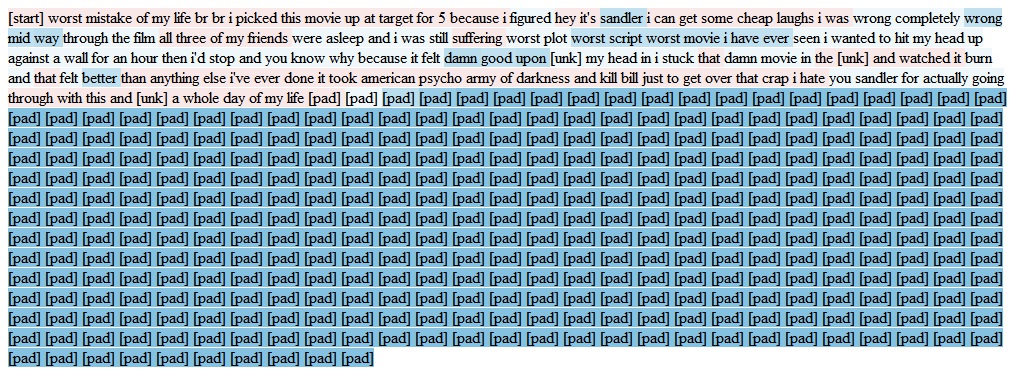 [start] worst mistake of my life br br i picked this movie up at target for 5 because i figured hey it's sandler i can get some cheap laughs i was wrong completely wrong
mid way through the film all three of my friends were asleep and i was still suffering worst plot worst script worst movie i have ever seen i wanted to hit my head up
against a wall for an hour then i'd stop and you know why because it felt damn good upon [unk] my head in i stuck that damn movie in the [unk] and watched it burn
and that felt better than anything else i've ever done it took american psycho army of darkness and kill bill just to get over that crap i hate you sandler for actually going
through with this and [unk] a whole day of my life [pad] [pad] [pad] [pad] [pad] [pad] [pad] [pad] [pad] [pad] [pad] [pad] [pad] [pad] [pad] [pad] [pad] [pad] [pad]
[pad] [pad] [pad] [pad] [pad] [pad] [pad] [pad] [pad] [pad] [pad] [pad] [pad] [pad] [pad] [pad] [pad] [pad] [pad] [pad] [pad] [pad] [pad] [pad] [pad] [pad] [pad]
[pad] [pad] [pad] [pad] [pad] [pad] [pad] [pad] [pad] [pad] [pad] [pad] [pad] [pad] [pad] [pad] [pad] [pad] [pad] [pad] [pad] [pad] [pad] [pad] [pad] [pad] [pad]
[pad] [pad] [pad] [pad] [pad] [pad] [pad] [pad] [pad] [pad] [pad] [pad] [pad] [pad] [pad] [pad] [pad] [pad] [pad] [pad] [pad] [pad] [pad] [pad] [pad] [pad] [pad]
[pad] [pad] [pad] [pad] [pad] [pad] [pad] [pad] [pad] [pad] [pad] [pad] [pad] [pad] [pad] [pad] [pad] [pad] [pad] [pad] [pad] [pad] [pad] [pad] [pad] [pad] [pad]
[pad] [pad] [pad] [pad] [pad] [pad] [pad] [pad] [pad] [pad] [pad] [pad] [pad] [pad] [pad] [pad] [pad] [pad] [pad] [pad] [pad] [pad] [pad] [pad] [pad] [pad] [pad]
[pad] [pad] [pad] [pad] [pad] [pad] [pad] [pad] [pad] [pad] [pad] [pad] [pad] [pad] [pad] [pad] [pad] [pad] [pad] [pad] [pad] [pad] [pad] [pad] [pad] [pad] [pad]
[pad] [pad] [pad] [pad] [pad] [pad] [pad] [pad] [pad] [pad] [pad] [pad] [pad] [pad] [pad] [pad] [pad] [pad] [pad] [pad] [pad] [pad] [pad] [pad] [pad] [pad] [pad]
[pad] [pad] [pad] [pad] [pad] [pad] [pad] [pad] [pad] [pad] [pad] [pad] [pad] [pad] [pad] [pad] [pad] [pad] [pad] [pad] [pad] [pad] [pad] [pad] [pad] [pad] [pad]
[pad] [pad] [pad] [pad] [pad] [pad] [pad] [pad] [pad] [pad] [pad] [pad] [pad] [pad] [pad] [pad] [pad] [pad] [pad] [pad] [pad] [pad] [pad] [pad] [pad] [pad] [pad]
[pad] [pad] [pad] [pad] [pad] [pad] [pad] [pad] [pad] [pad] [pad] [pad] [pad] [pad] [pad] [pad] [pad] [pad] [pad] [pad] [pad] [pad] [pad] [pad] [pad] [pad] [pad]
[pad] [pad] [pad] [pad] [pad] [pad] [pad] [pad] [pad] [pad] [pad] [pad] [pad] [pad] [pad] [pad] [pad] [pad] [pad] [pad] [pad] [pad] [pad] [pad] [pad] [pad] [pad]
[pad] [pad] [pad] [pad] [pad] [pad] [pad] [pad] [pad] [pad] [pad] [pad] [pad] [pad] [pad] [pad] [pad] [pad] [pad] [pad] [pad] [pad] [pad] [pad] [pad] [pad] [pad]
[pad] [pad] [pad] [pad] [pad] [pad] [pad] [pad] [pad] [pad]